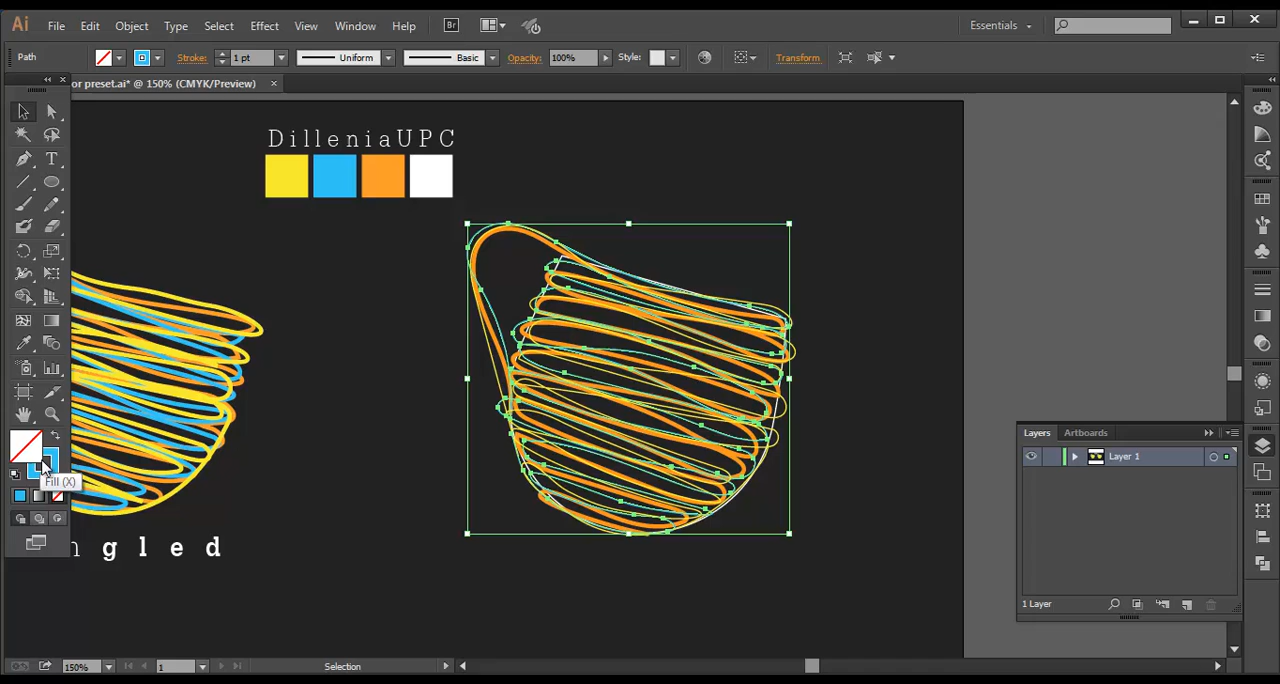 Ai File Edit Object Type Select Effect View Window Help Br Essentials
Path Stroke: 1 pt Uniform Basic Opacity: 100% Style: Transform
or preset.ai* @ 150% (CMYK/Preview)
DilleniaUPC
Layers Artboards
Layer 1
Fill (X)
n g l e d
1 Layer
150% 1 Selection